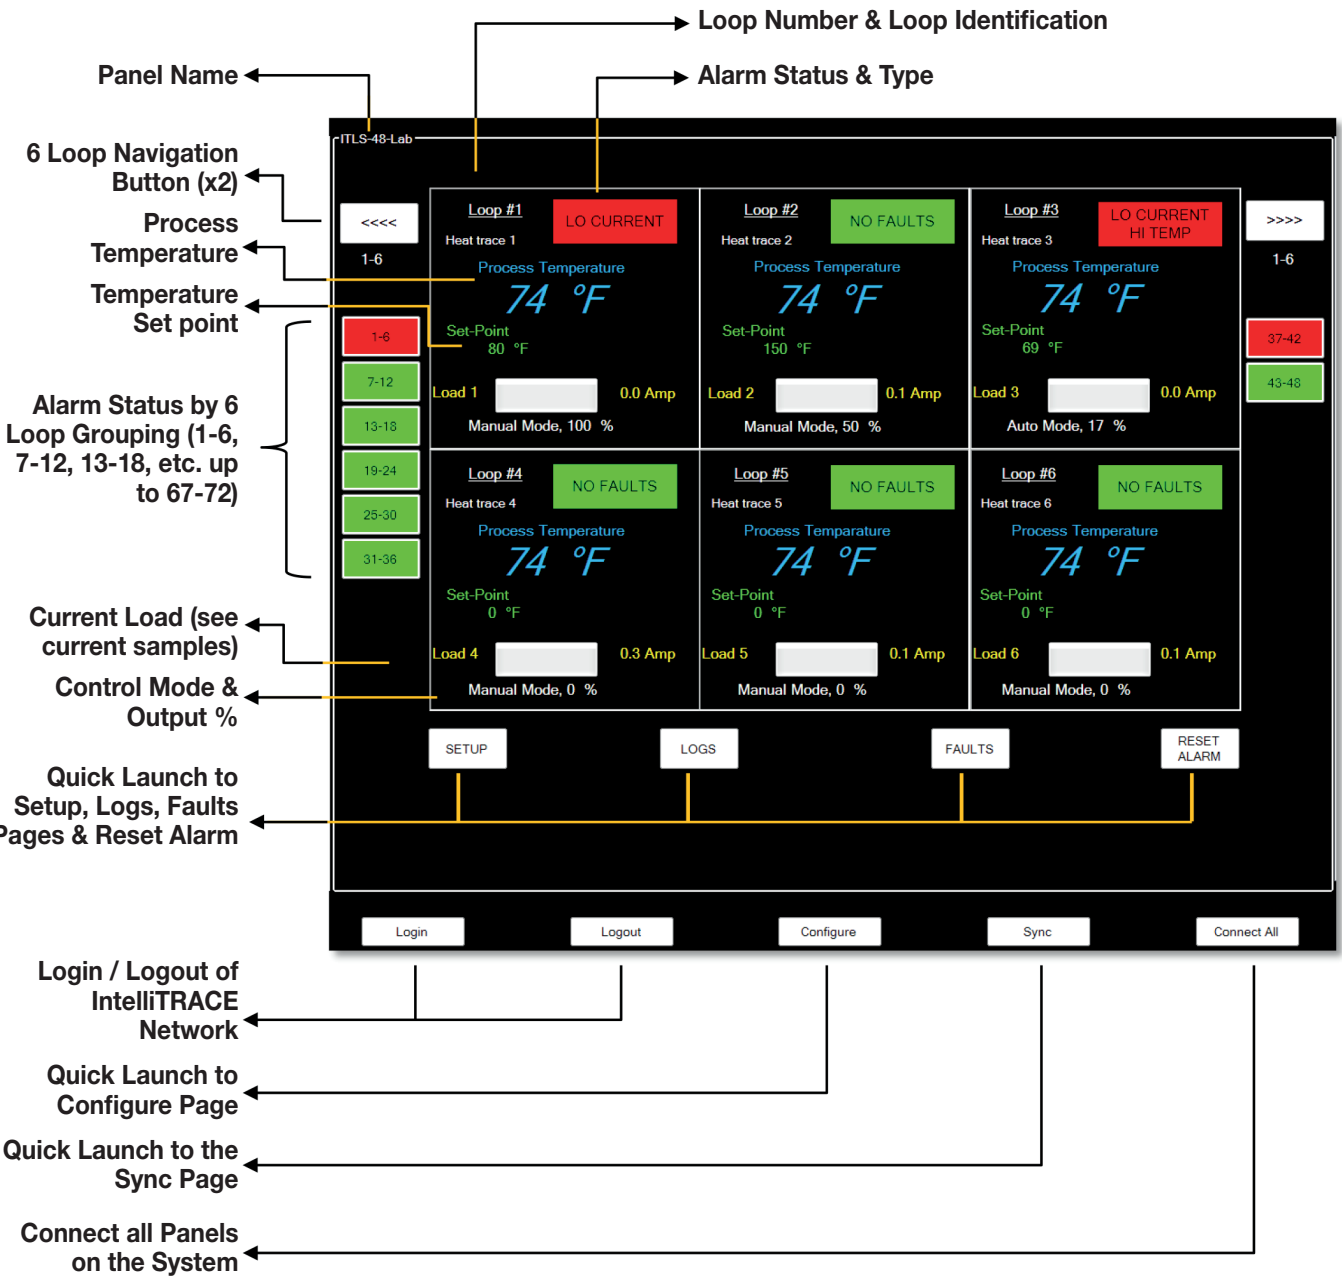 Loop Number & Loop Identification
Panel Name
Alarm Status & Type
ITLS-48-Lab
6 Loop Navigation
Button (x2)
Process
Temperature
Temperature
Set point
Alarm Status by 6
Loop Grouping (1-6,
7-12, 13-18, etc. up
to 67-72)
Current Load (see
current samples)
Control Mode &
Output %
Quick Launch to
Setup, Logs, Faults
Pages & Reset Alarm
<<<<
1-6
1-6
7-12
13-18
19-24
25-30
31-36
Loop #1
LO CURRENT
Heat trace 1
Process Temperature
74 °F
Set-Point
80 °F
Load 1
0.0 Amp
Manual Mode, 100 %
Loop #2
NO FAULTS
Heat trace 2
Process Temperature
74 °F
Set-Point
150 °F
Load 2
0.1 Amp
Manual Mode, 50 %
Loop #3
LO CURRENT
HI TEMP
Heat trace 3
Process Temperature
74 °F
Set-Point
69 °F
Load 3
0.0 Amp
Auto Mode, 17 %
>>>>
1-6
37-42
43-48
Loop #4
NO FAULTS
Heat trace 4
Process Temperature
74 °F
Set-Point
0 °F
Load 4
0.3 Amp
Manual Mode, 0 %
Loop #5
NO FAULTS
Heat trace 5
Process Temparature
74 °F
Set-Point
0 °F
Load 5
0.1 Amp
Manual Mode, 0 %
Loop #6
NO FAULTS
Heat trace 6
Process Temperature
74 °F
Set-Point
0 °F
Load 6
0.1 Amp
Manual Mode, 0 %
SETUP
LOGS
FAULTS
RESET
ALARM
Login
Logout
Configure
Sync
Connect All
Login / Logout of
IntelliTRACE
Network
Quick Launch to
Configure Page
Quick Launch to the
Sync Page
Connect all Panels
on the System